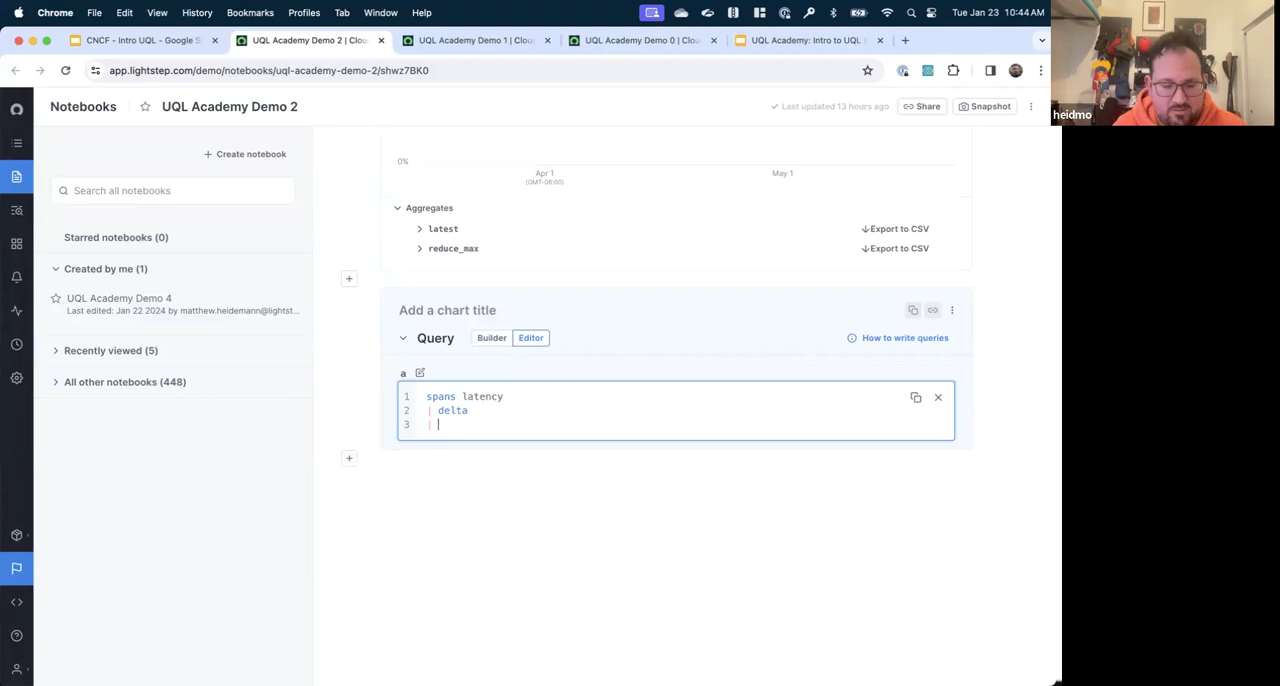 Chrome File Edit View History Bookmarks Profiles Tab Window Help Tue Jan 23 10:44 AM
CNCF - Intro UQL - Google S
UQL Academy Demo 2 | Clou
UQL Academy Demo 1 | Clou
UQL Academy Demo 0 | Clou
UQL Academy: Intro to UQL
app.lightstep.com/demo/notebooks/uql-academy-demo-2/shwz7BK0
Notebooks UQL Academy Demo 2 Last updated 13 hours ago Share Snapshot
heidmo
Create notebook
Search all notebooks
Starred notebooks (0)
Created by me (1)
UQL Academy Demo 4
Last edited: Jan 22 2024 by matthew.heidemann@lightst...
Recently viewed (5)
All other notebooks (448)
0%
Apr 1 May 1
(GMT-06:00)
Aggregates
latest Export to CSV
reduce_max Export to CSV
Add a chart title
Query Builder Editor How to write queries
a
1 spans latency
2 | delta
3 |